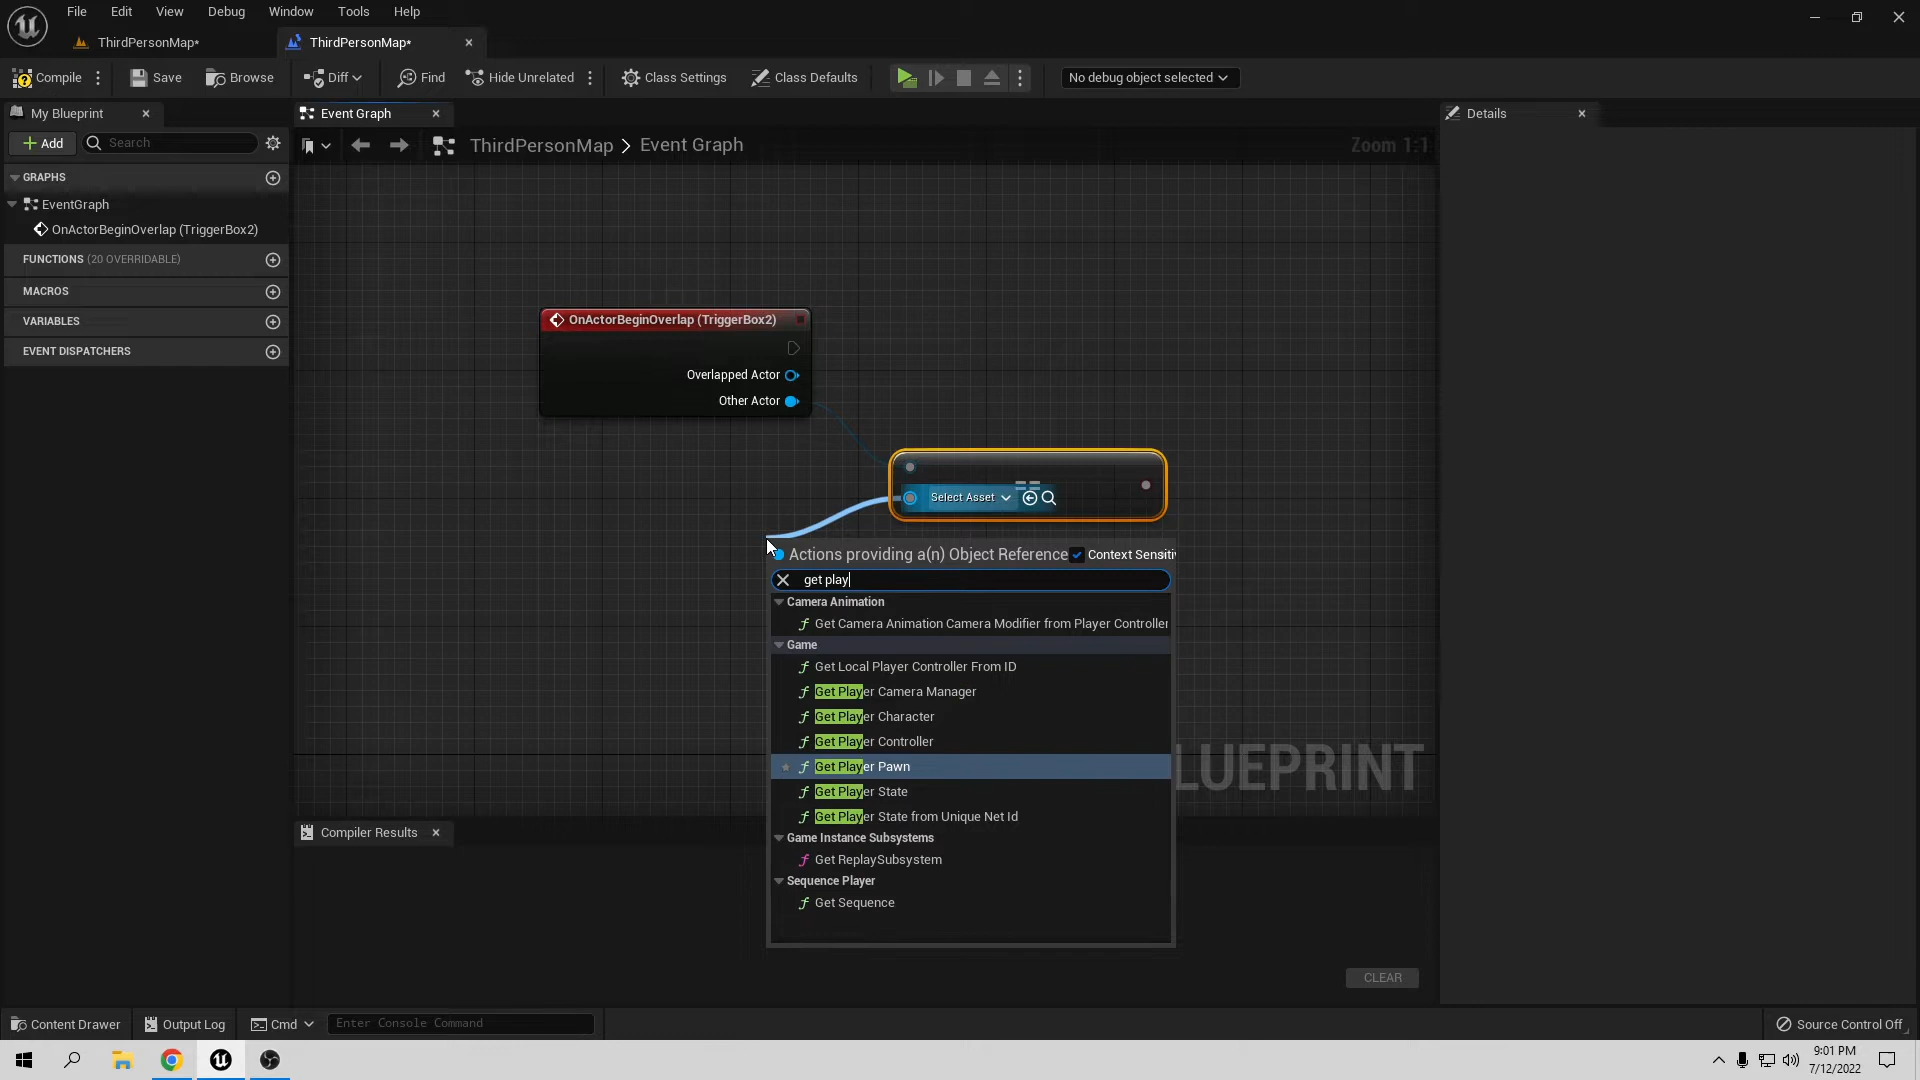 File Edit View Debug Window Tools Help
ThirdPersonMap* ThirdPersonMap*
Compile Save Browse Diff Find Hide Unrelated Class Settings Class Defaults No debug object selected
My Blueprint Event Graph Details
Add Search ThirdPersonMap > Event Graph Zoom 1:1
GRAPHS
EventGraph
OnActorBeginOverlap (TriggerBox2)
FUNCTIONS (20 OVERRIDABLE)
MACROS
VARIABLES
EVENT DISPATCHERS
OnActorBeginOverlap (TriggerBox2)
Overlapped Actor
Other Actor
==
Select Asset
Actions providing a(n) Object Reference Context Sensitiv
get play
Camera Animation
Get Camera Animation Camera Modifier from Player Controller
Game
Get Local Player Controller From ID
Get Player Camera Manager
Get Player Character
Get Player Controller
Get Player Pawn
Get Player State
Get Player State from Unique Net Id
Game Instance Subsystems
Get ReplaySubsystem
Sequence Player
Get Sequence
LUEPRINT
Compiler Results
CLEAR
Content Drawer Output Log Cmd Enter Console Command Source Control Off
9:01 PM
7/12/2022